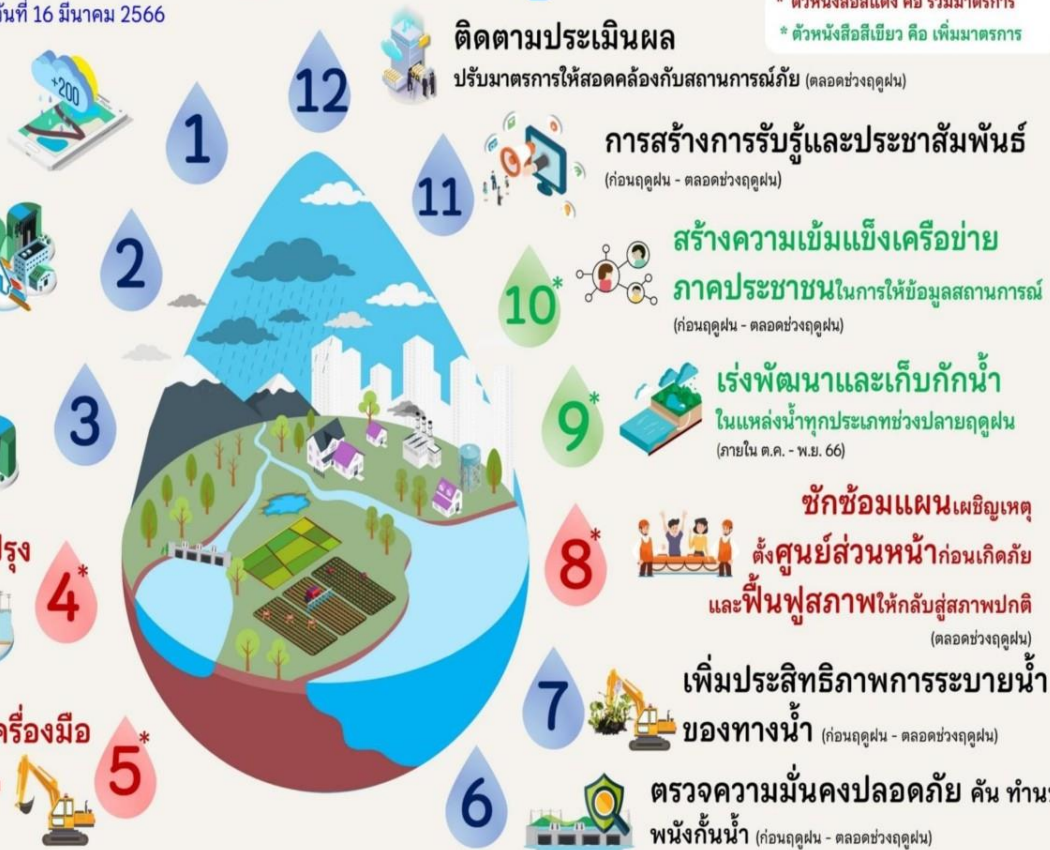 วันที่ 16 มีนาคม 2566
* ตัวหนังสือสีแดง คือ รวมมาตรการ
* ตัวหนังสือสีเขียว คือ เพิ่มมาตรการ
+200
1
2
3
4*
5*
12
ติดตามประเมินผล
ปรับมาตรการให้สอดคล้องกับสถานการณ์ภัย (ตลอดช่วงฤดูฝน)
11
การสร้างการรับรู้และประชาสัมพันธ์
(ก่อนฤดูฝน - ตลอดช่วงฤดูฝน)
10*
สร้างความเข้มแข็งเครือข่าย
ภาคประชาชนในการให้ข้อมูลสถานการณ์
(ก่อนฤดูฝน - ตลอดช่วงฤดูฝน)
9*
เร่งพัฒนาและเก็บกักน้ำ
ในแหล่งน้ำทุกประเภทช่วงปลายฤดูฝน
(ภายใน ต.ค. - พ.ย. 66)
8*
ซักซ้อมแผนเผชิญเหตุ
ตั้งศูนย์ส่วนหน้าก่อนเกิดภัย
และฟื้นฟูสภาพให้กลับสู่สภาพปกติ
(ตลอดช่วงฤดูฝน)
7
เพิ่มประสิทธิภาพการระบายน้ำ
ของทางน้ำ (ก่อนฤดูฝน - ตลอดช่วงฤดูฝน)
6
ตรวจความมั่นคงปลอดภัย คัน
พนังกั้นน้ำ (ก่อนฤดูฝน - ตลอดช่วงฤดูฝน)